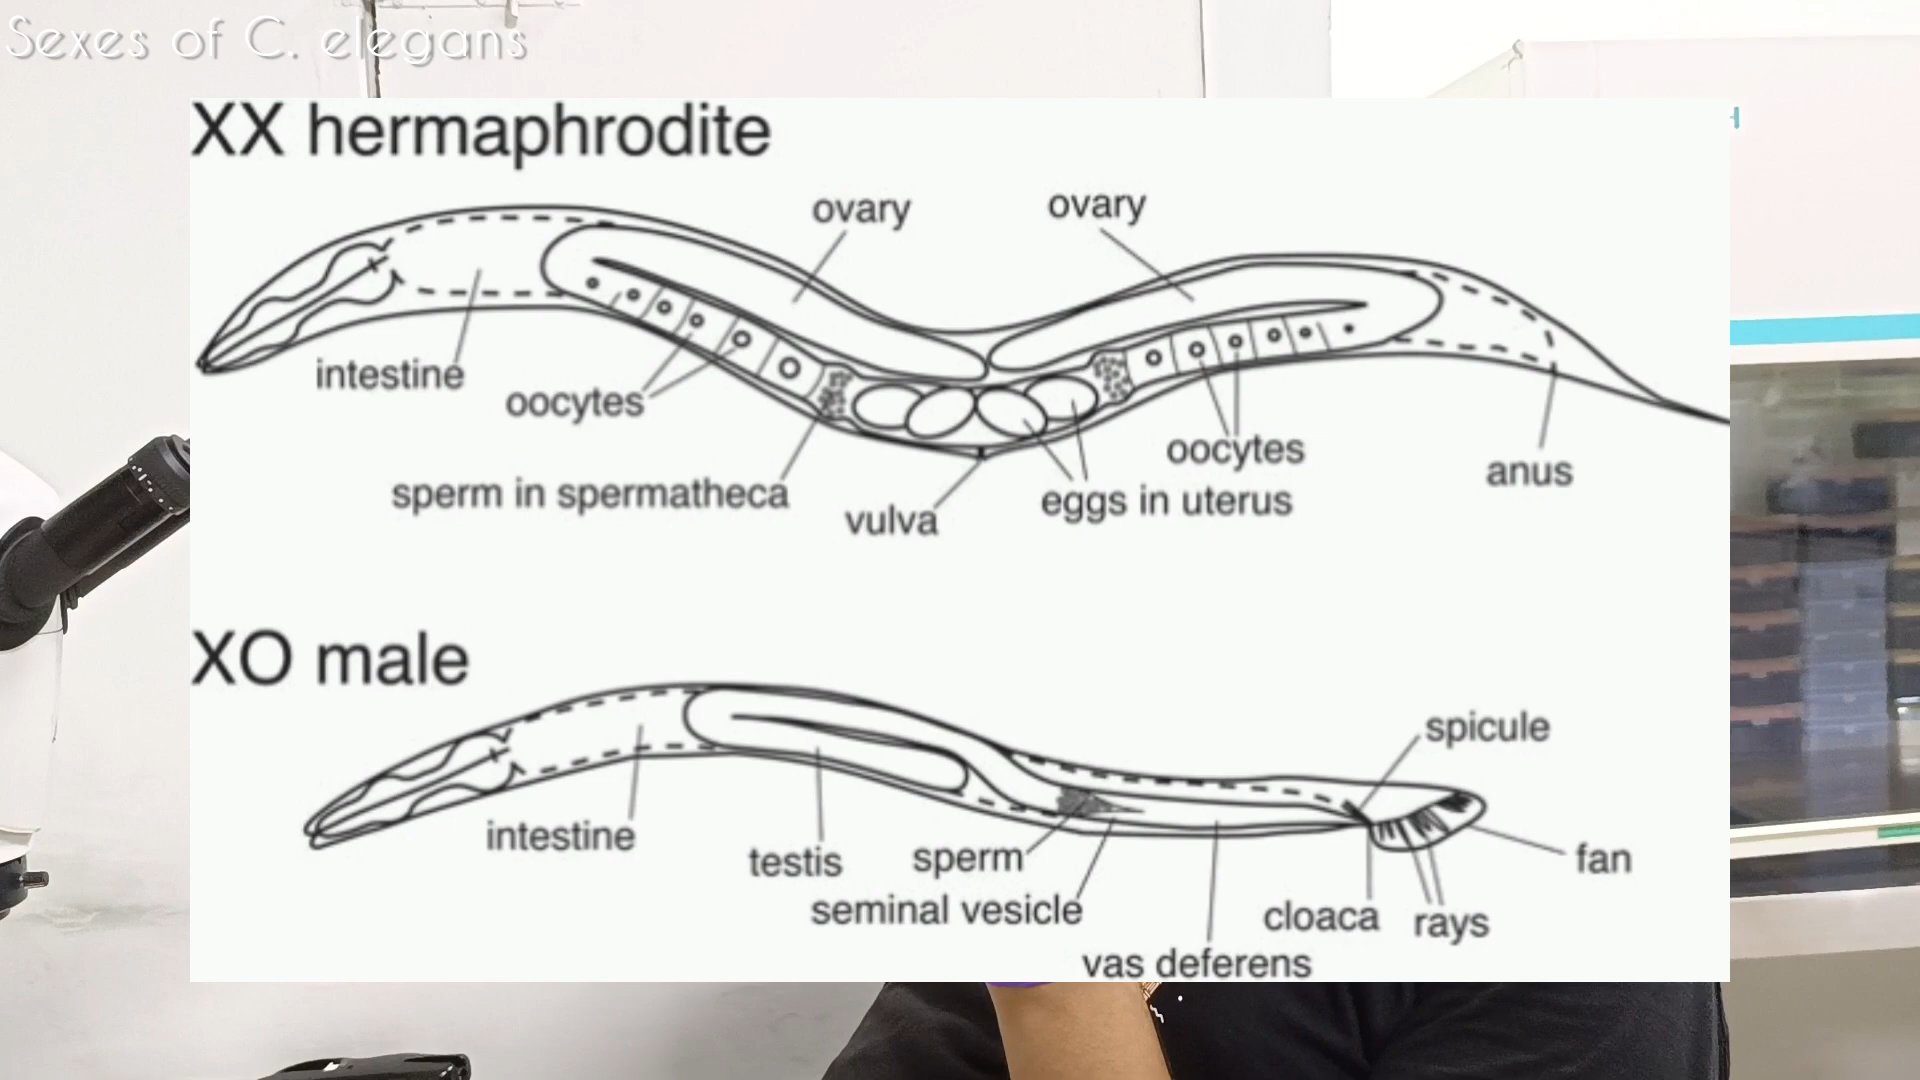 Sexes of C. elegans
XX hermaphrodite
ovary
ovary
intestine
oocytes
oocytes
anus
sperm in spermatheca
eggs in uterus
vulva
XO male
spicule
intestine
testis
sperm
fan
seminal vesicle
cloaca
rays
vas deferens